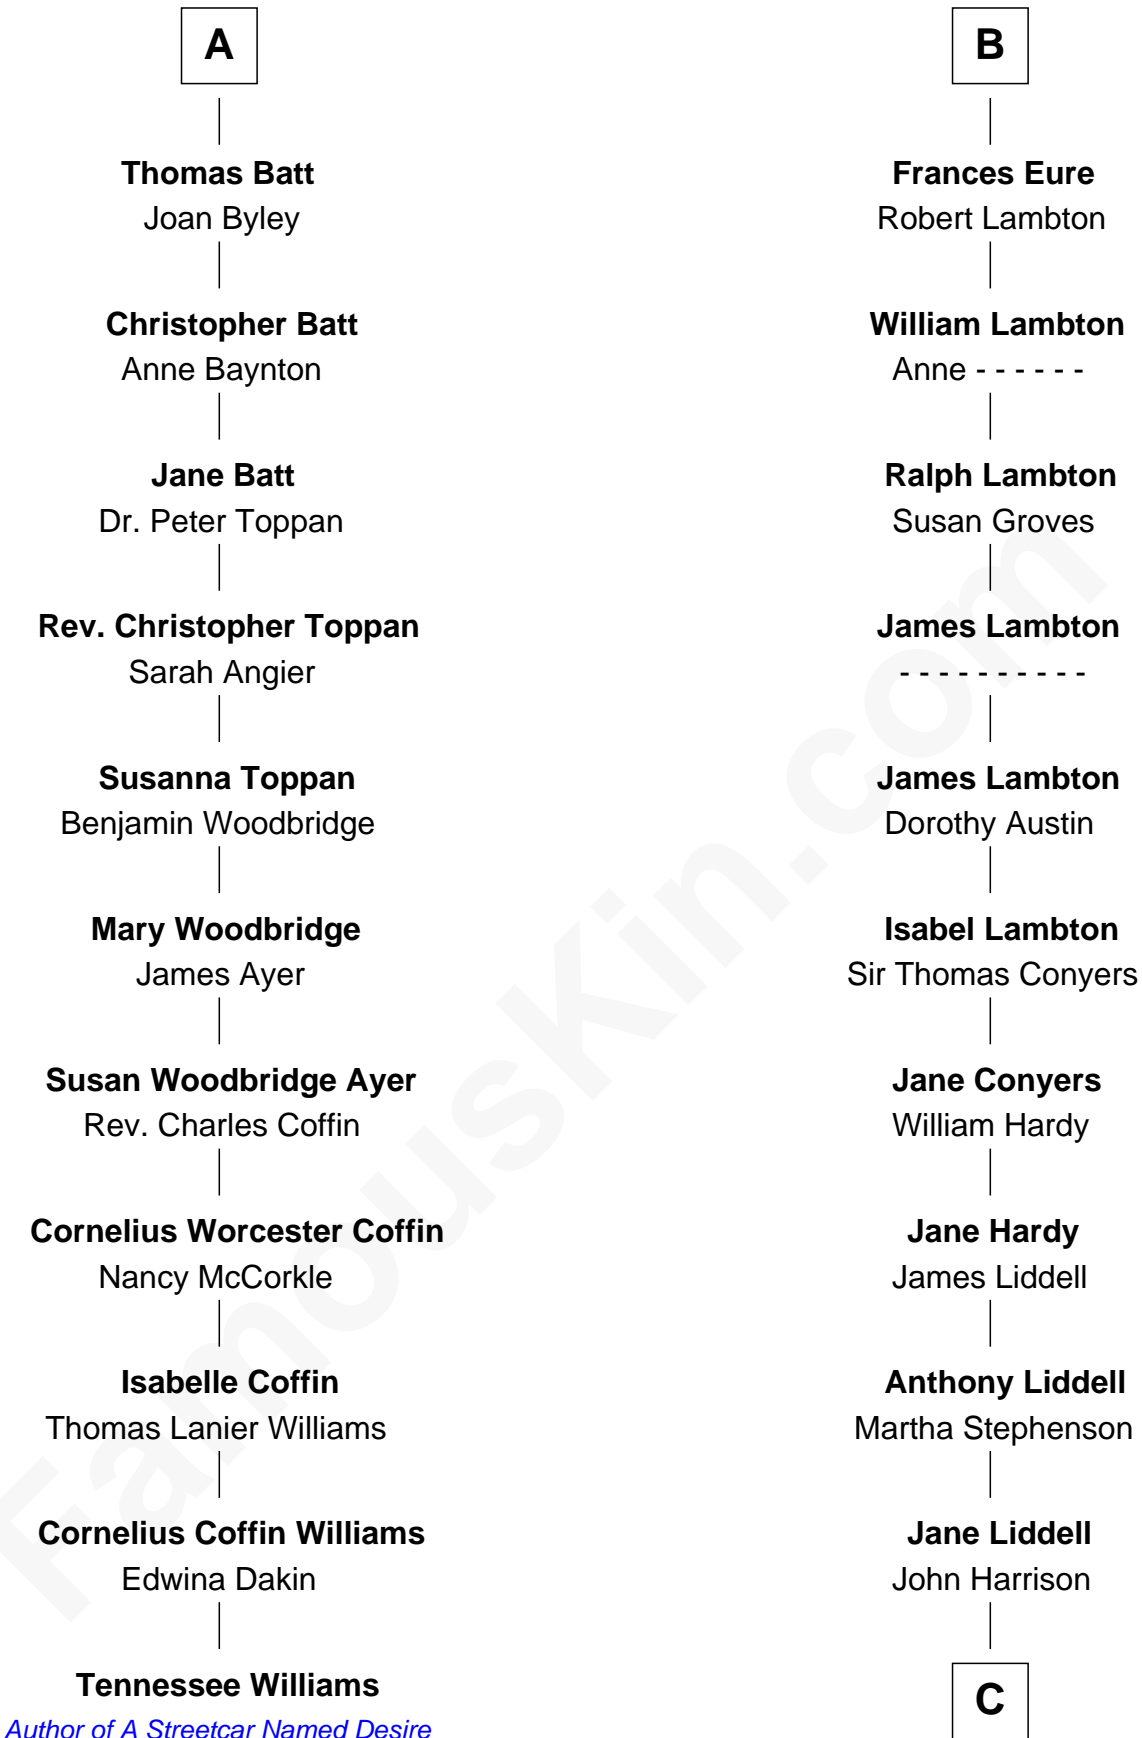 A
Thomas Batt
Joan Byley
Christopher Batt
Anne Baynton
Jane Batt
Dr. Peter Toppan
Rev. Christopher Toppan
Sarah Angier
Susanna Toppan
Benjamin Woodbridge
Mary Woodbridge
James Ayer
Susan Woodbridge Ayer
Rev. Charles Coffin
Cornelius Worcester Coffin
Nancy McCorkle
Isabelle Coffin
Thomas Lanier Williams
Cornelius Coffin Williams
Edwina Dakin
Tennessee Williams
Author of A Streetcar Named Desire
B
Frances Eure
Robert Lambton
William Lambton
Anne - - - - - -
Ralph Lambton
Susan Groves
James Lambton
- - - - - - - - - -
James Lambton
Dorothy Austin
Isabel Lambton
Sir Thomas Conyers
Jane Conyers
William Hardy
Jane Hardy
James Liddell
Anthony Liddell
Martha Stephenson
Jane Liddell
John Harrison
C
FamousKin.com